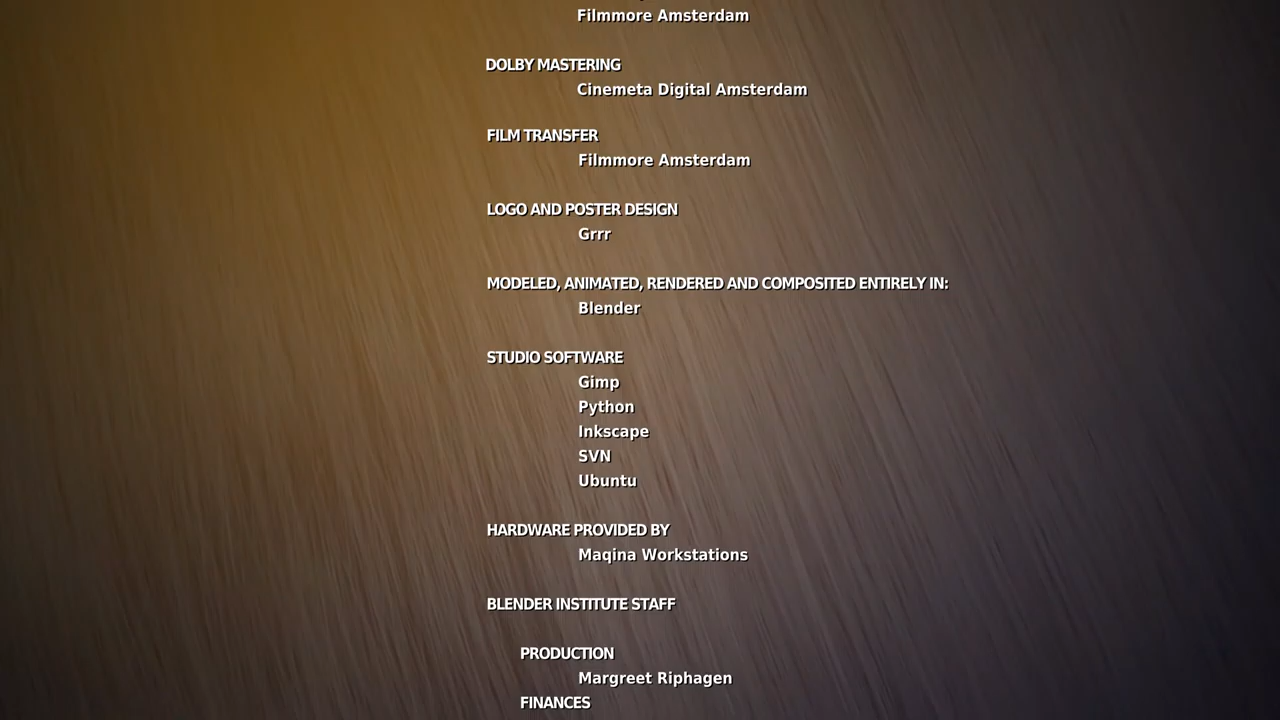 Filmmore Amsterdam
DOLBY MASTERING
Cinemeta Digital Amsterdam
FILM TRANSFER
Filmmore Amsterdam
LOGO AND POSTER DESIGN
Grrr
MODELED, ANIMATED, RENDERED AND COMPOSITED ENTIRELY IN:
Blender
STUDIO SOFTWARE
Gimp
Python
Inkscape
SVN
Ubuntu
HARDWARE PROVIDED BY
Maqina Workstations
BLENDER INSTITUTE STAFF
PRODUCTION
Margreet Riphagen
FINANCES